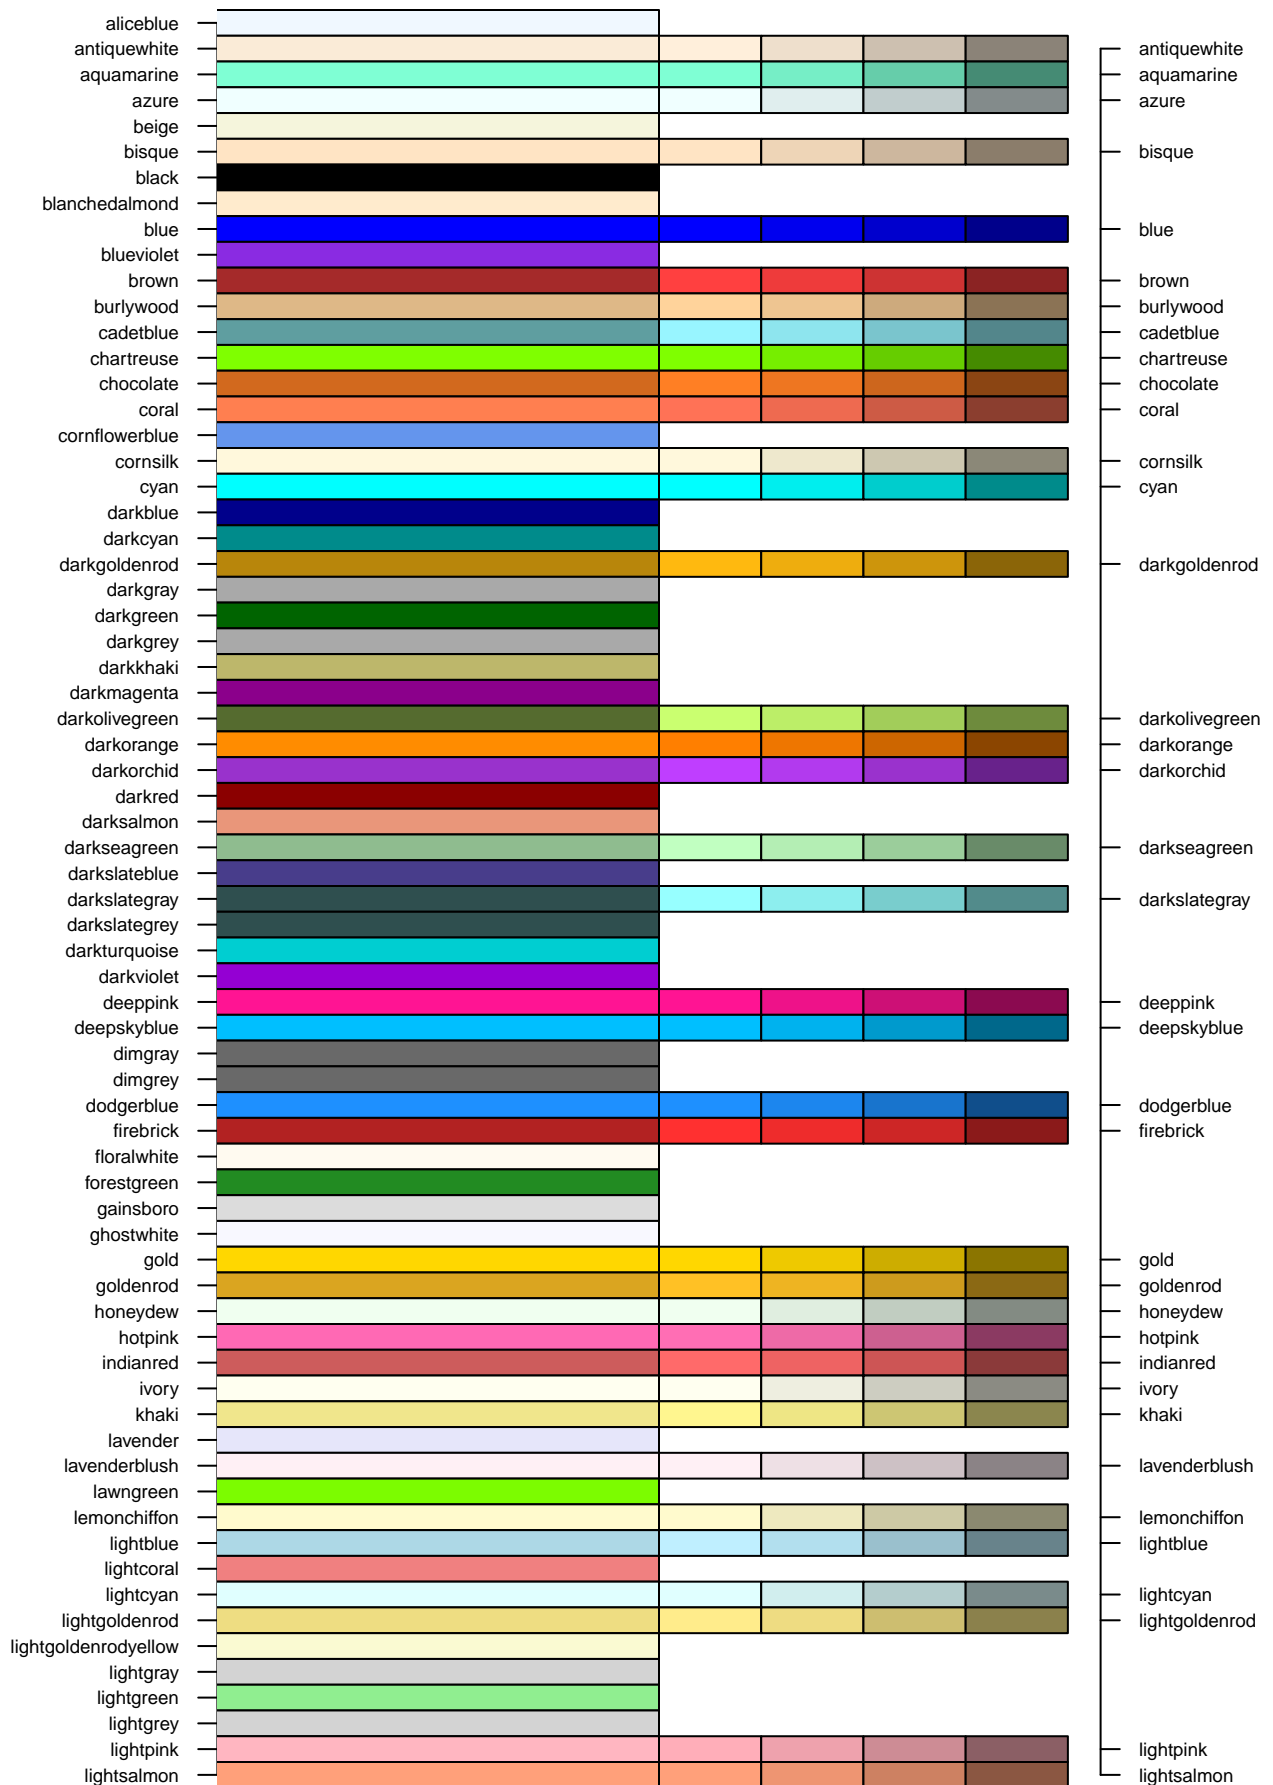 aliceblue
antiquewhite antiquewhite
aquamarine aquamarine
azure azure
beige
bisque bisque
black
blanchedalmond
blue blue
blueviolet
brown brown
burlywood burlywood
cadetblue cadetblue
chartreuse chartreuse
chocolate chocolate
coral coral
cornflowerblue
cornsilk cornsilk
cyan cyan
darkblue
darkcyan
darkgoldenrod darkgoldenrod
darkgray
darkgreen
darkgrey
darkkhaki
darkmagenta
darkolivegreen darkolivegreen
darkorange darkorange
darkorchid darkorchid
darkred
darksalmon
darkseagreen darkseagreen
darkslateblue
darkslategray darkslategray
darkslategrey
darkturquoise
darkviolet
deeppink deeppink
deepskyblue deepskyblue
dimgray
dimgrey
dodgerblue dodgerblue
firebrick firebrick
floralwhite
forestgreen
gainsboro
ghostwhite
gold gold
goldenrod goldenrod
honeydew honeydew
hotpink hotpink
indianred indianred
ivory ivory
khaki khaki
lavender
lavenderblush lavenderblush
lawngreen
lemonchiffon lemonchiffon
lightblue lightblue
lightcoral
lightcyan lightcyan
lightgoldenrod lightgoldenrod
lightgoldenrodyellow
lightgray
lightgreen
lightgrey
lightpink lightpink
lightsalmon lightsalmon